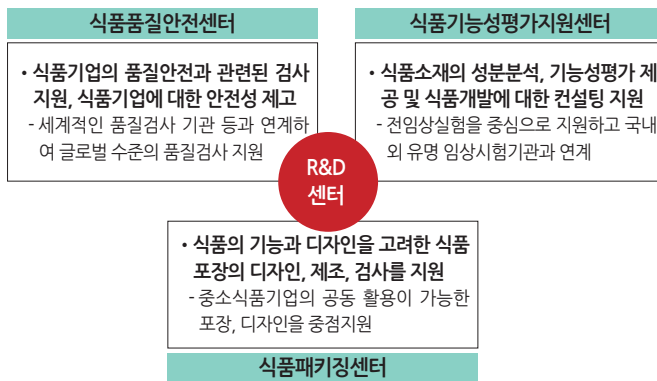 식품품질안전센터
• 식품기업의 품질안전과 관련된 검사
지원, 식품기업에 대한 안전성 제고
- 세계적인 품질검사 기관 등과 연계하
여 글로벌 수준의 품질검사 지원
식품기능성평가지원센터
• 식품소재의 성분분석, 기능성평가 제
공 및 식품개발에 대한 컨설팅 지원
- 전임상실험을 중심으로 지원하고 국내
외 유명 임상시험기관과 연계
R&D
센터
• 식품의 기능과 디자인을 고려한 식품
포장의 디자인, 제조, 검사를 지원
- 중소식품기업의 공동 활용이 가능한
포장, 디자인을 중점지원
식품패키징센터